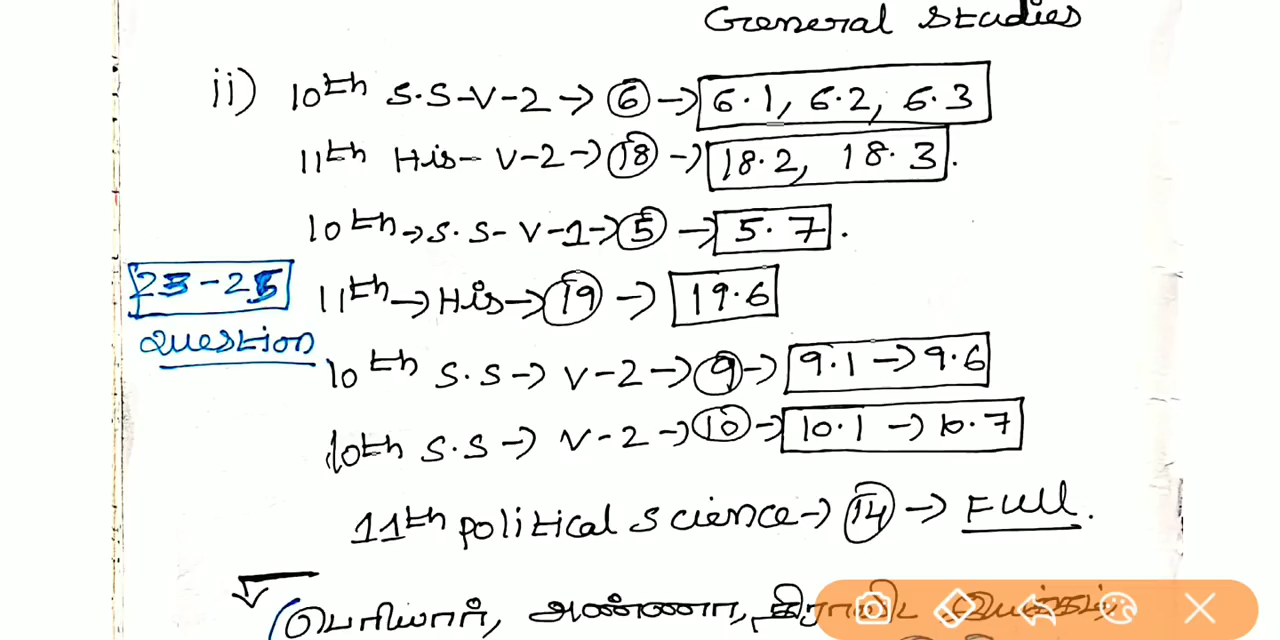 General Studies
ii) 10th S.S-V-2 → 6 → 6.1, 6.2, 6.3
11th His- V-2 → 18 → 18.2, 18.3.
10th → S.S- V-1 → 5 → 5.7.
23-25
Question
11th → His → 19 → 19.6
10th S.S → V-2 → 9 → 9.1 → 9.6
10th S.S → V-2 → 10 → 10.1 → 10.7
11th political science → 14 → Full.
பெரியார், அண்ணா,